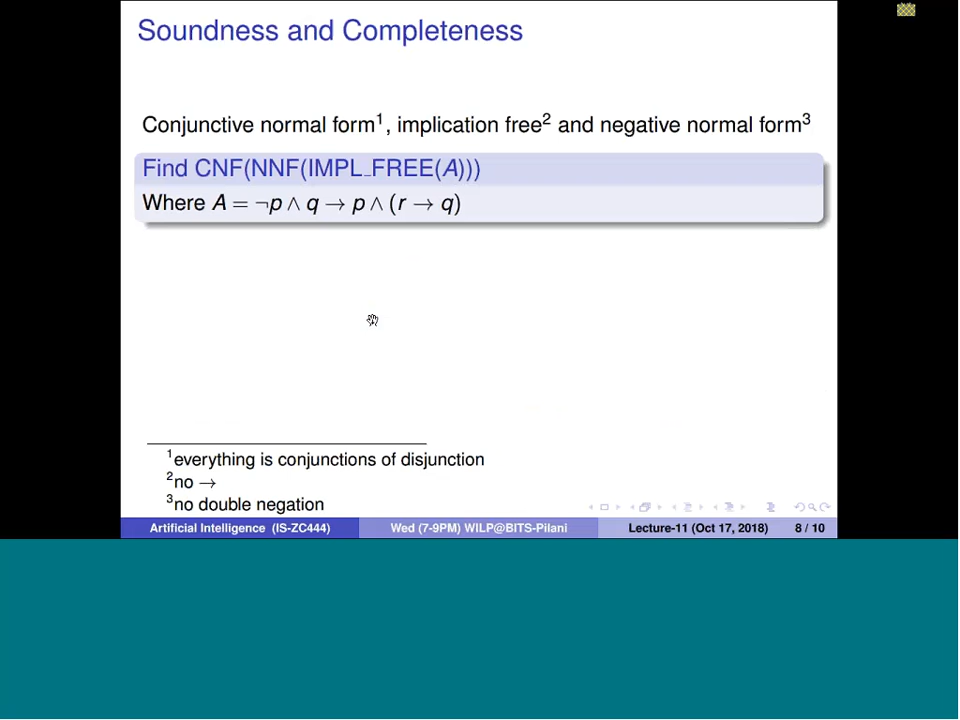 Soundness and Completeness
Conjunctive normal form¹, implication free² and negative normal form³
Find CNF(NNF(IMPL_FREE(A)))
Where A = ¬p ∧ q → p ∧ (r → q)
¹everything is conjunctions of disjunction
²no →
³no double negation
Artificial Intelligence (IS-ZC444) Wed (7-9PM) WILP@BITS-Pilani Lecture-11 (Oct 17, 2018) 8 / 10